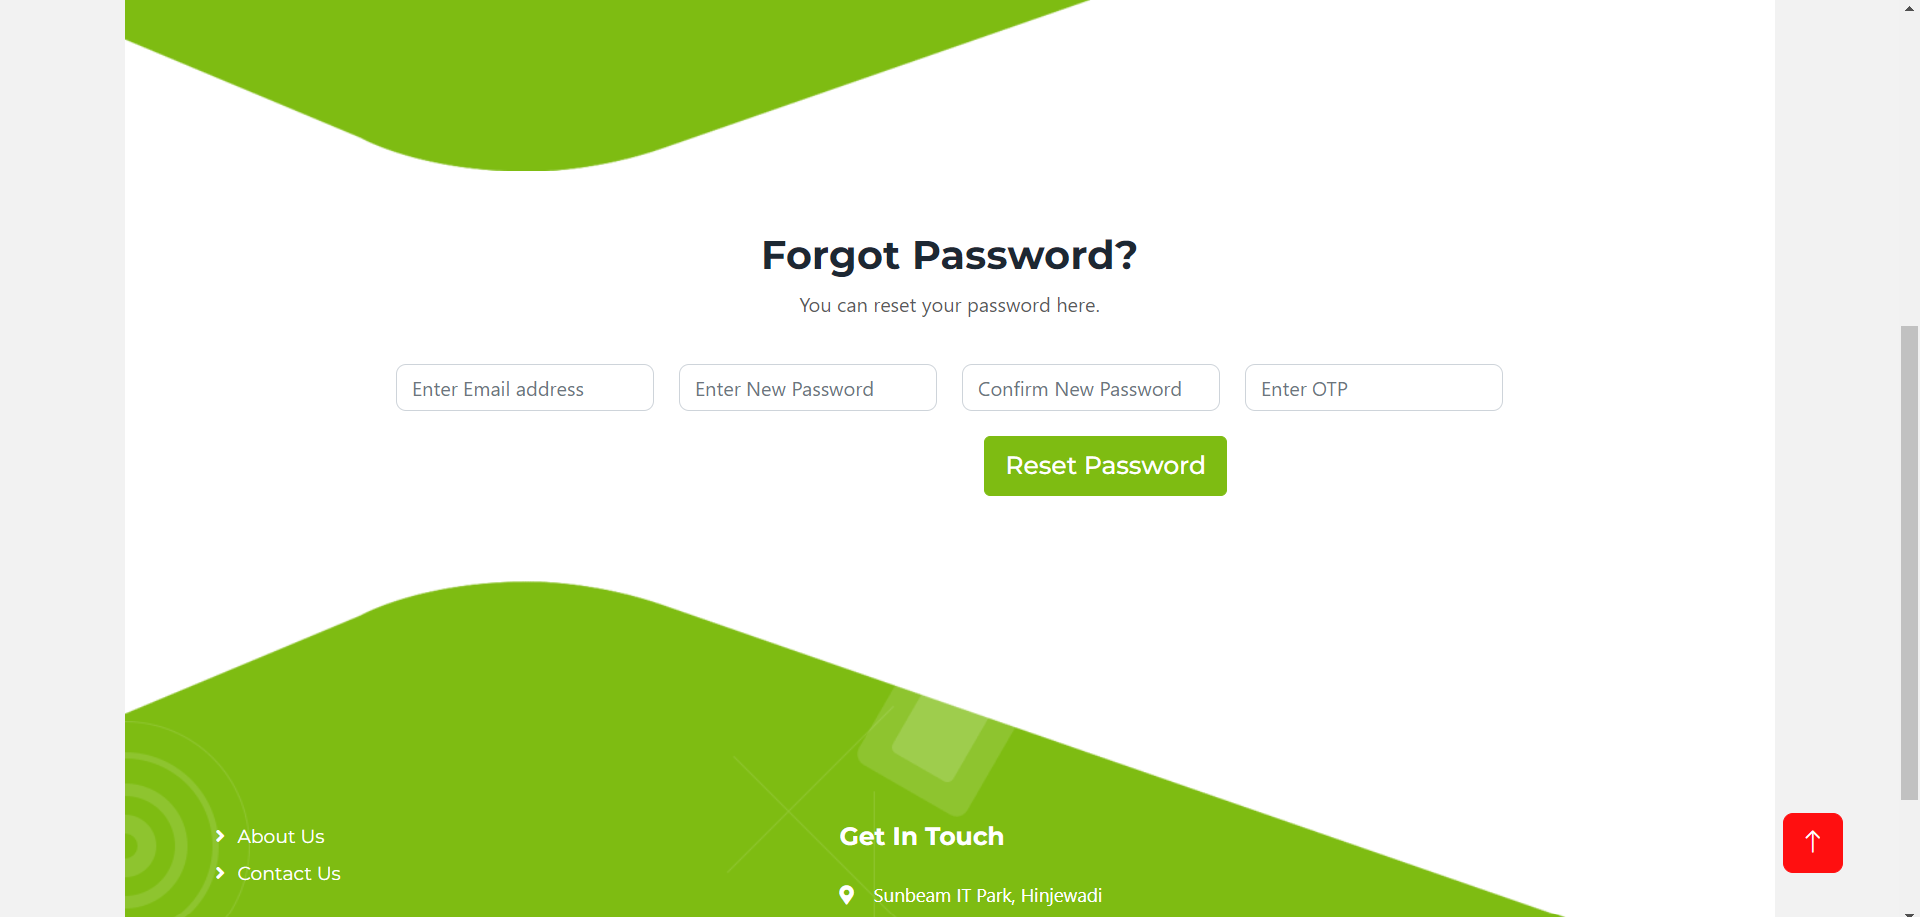 Forgot Password?
You can reset your password here.
Enter Email address
Enter New Password
Confirm New Password
Enter OTP
Reset Password
About Us
Contact Us
Get In Touch
Sunbeam IT Park, Hinjewadi